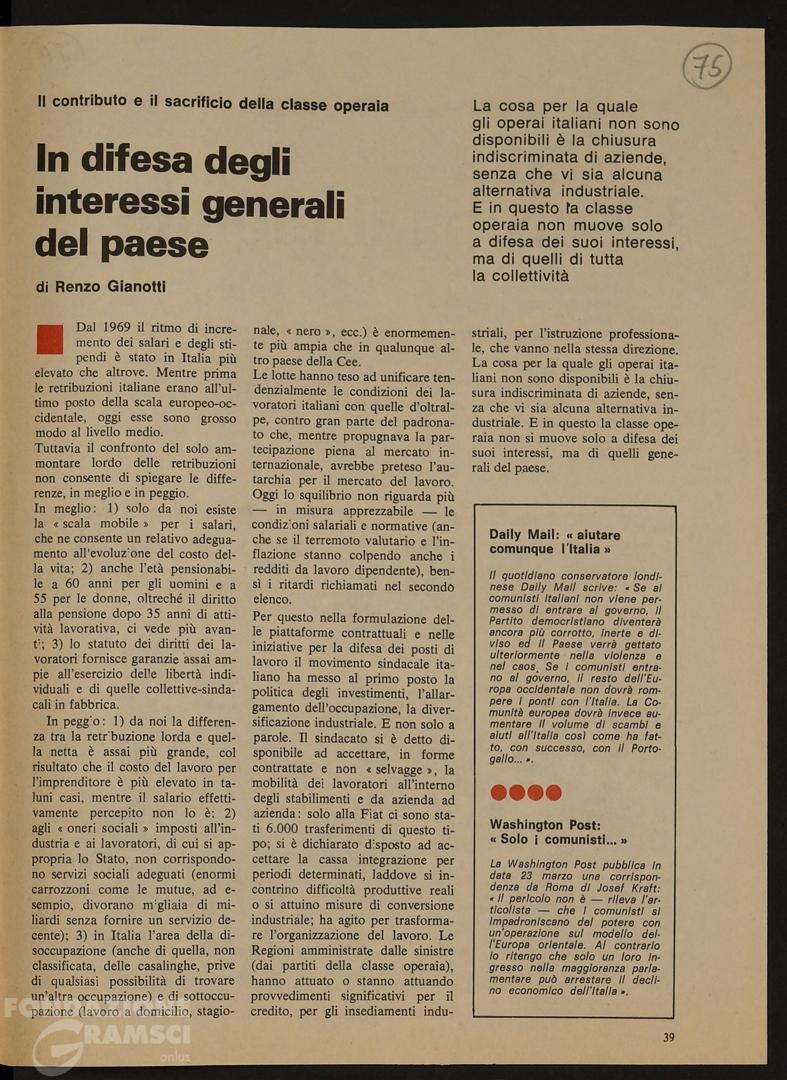 75
Il contributo e il sacrificio della classe operaia
In difesa degli
interessi generali
del paese
di Renzo Gianotti
La cosa per la quale
gli operai italiani non sono
disponibili è la chiusura
indiscriminata di aziende,
senza che vi sia alcuna
alternativa industriale.
E in questo la classe
operaia non muove solo
a difesa dei suoi interessi,
ma di quelli di tutta
la collettività
Dal 1969 il ritmo di incre-
mento dei salari e degli sti-
pendi è stato in Italia più
elevato che altrove. Mentre prima
le retribuzioni italiane erano all'ul-
timo posto della scala europeo-oc-
cidentale, oggi esse sono grosso
modo al livello medio.
Tuttavia il confronto del solo am-
montare lordo delle retribuzioni
non consente di spiegare le diffe-
renze, in meglio e in peggio.
In meglio: 1) solo da noi esiste
la « scala mobile » per i salari,
che ne consente un relativo adegua-
mento all'evoluzione del costo del-
la vita; 2) anche l'età pensionabi-
le a 60 anni per gli uomini e a
55 per le donne, oltreché il diritto
alla pensione dopo 35 anni di atti-
vità lavorativa, ci vede più avan-
ti; 3) lo statuto dei diritti dei la-
voratori fornisce garanzie assai am-
pie all'esercizio delle libertà indi-
viduali e di quelle collettive-sinda-
cali in fabbrica.
In peggio: 1) da noi la differen-
za tra la retribuzione lorda e quel-
la netta è assai più grande, col
risultato che il costo del lavoro per
l'imprenditore è più elevato in ta-
luni casi, mentre il salario effetti-
vamente percepito non lo è: 2)
agli « oneri sociali » imposti all'in-
dustria e ai lavoratori, di cui si ap-
propria lo Stato, non corrispondo-
no servizi sociali adeguati (enormi
carrozzoni come le mutue, ad e-
sempio, divorano migliaia di mi-
liardi senza fornire un servizio de-
cente); 3) in Italia l'area della di-
soccupazione (anche di quella, non
classificata, delle casalinghe, prive
di qualsiasi possibilità di trovare
un'altra occupazione) e di sottoccu-
pazione (lavoro a domicilio, stagio-
nale, « nero », ecc.) è enormemen-
te più ampia che in qualunque al-
tro paese della Cee.
Le lotte hanno teso ad unificare ten-
denzialmente le condizioni dei la-
voratori italiani con quelle d'oltral-
pe, contro gran parte del padrona-
to che, mentre propugnava la par-
tecipazione piena al mercato in-
ternazionale, avrebbe preteso l'au-
tarchia per il mercato del lavoro.
Oggi lo squilibrio non riguarda più
— in misura apprezzabile — le
condizioni salariali e normative (an-
che se il terremoto valutario e l'in-
flazione stanno colpendo anche i
redditi da lavoro dipendente), ben-
sì i ritardi richiamati nel secondo
elenco.
Per questo nella formulazione del-
le piattaforme contrattuali e nelle
iniziative per la difesa dei posti di
lavoro il movimento sindacale ita-
liano ha messo al primo posto la
politica degli investimenti, l'allar-
gamento dell'occupazione, la diver-
sificazione industriale. E non solo a
parole. Il sindacato si è detto di-
sponibile ad accettare, in forme
contrattate e non « selvagge », la
mobilità dei lavoratori all'interno
degli stabilimenti e da azienda ad
azienda: solo alla Fiat ci sono sta-
ti 6.000 trasferimenti di questo ti-
po; si è dichiarato disposto ad ac-
cettare la cassa integrazione per
periodi determinati, laddove si in-
contrino difficoltà produttive reali
o si attuino misure di conversione
industriale; ha agito per trasforma-
re l'organizzazione del lavoro. Le
Regioni amministrate dalle sinistre
(dai partiti della classe operaia),
hanno attuato o stanno attuando
provvedimenti significativi per il
credito, per gli insediamenti indu-
striali, per l'istruzione professiona-
le, che vanno nella stessa direzione.
La cosa per la quale gli operai ita-
liani non sono disponibili è la chiu-
sura indiscriminata di aziende, sen-
za che vi sia alcuna alternativa in-
dustriale. E in questo la classe ope-
raia non si muove solo a difesa dei
suoi interessi, ma di quelli gene-
rali del paese.
Daily Mail: « aiutare
comunque l'Italia »
Il quotidiano conservatore londi-
nese Daily Mail scrive: « Se ai
comunisti italiani non viene per-
messo di entrare al governo, il
Partito democristiano diventerà
ancora più corrotto, inerte e di-
viso ed il Paese verrà gettato
ulteriormente nella violenza e
nel caos. Se i comunisti entra-
no al governo, il resto dell'Eu-
ropa occidentale non dovrà rom-
pere i ponti con l'Italia. La Co-
munità europea dovrà invece au-
mentare il volume di scambi e
aiuti all'Italia così come ha fat-
to, con successo, con il Porto-
gallo... ».
Washington Post:
« Solo i comunisti... »
La Washington Post pubblica in
data 23 marzo una corrispon-
denza da Roma di Josef Kraft:
« il pericolo non è — rileva l'ar-
ticolista — che i comunisti si
impadroniscano del potere con
un'operazione sul modello del-
l'Europa orientale. Al contrario
io ritengo che solo un loro in-
gresso nella maggioranza parla-
mentare può arrestare il decli-
no economico dell'Italia ».
39
FONDAZIONE
GRAMSCI
onlus